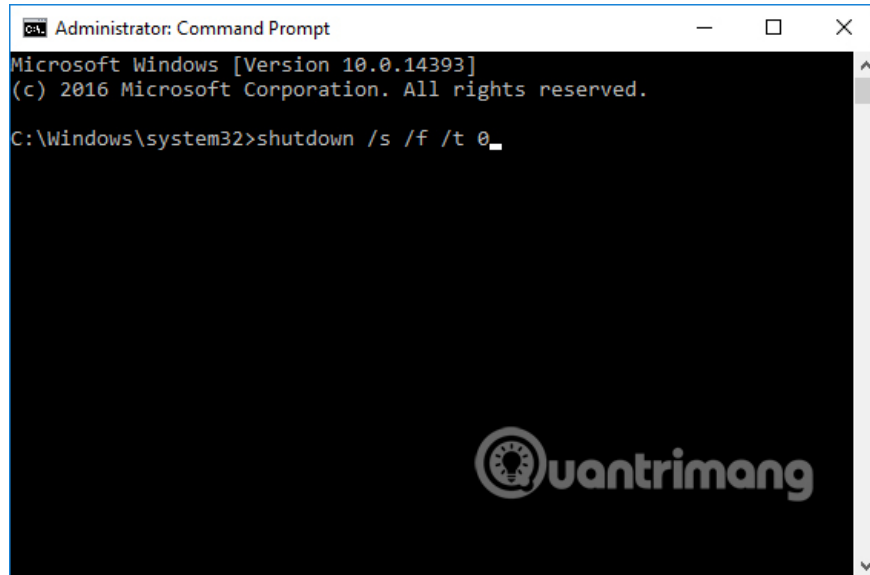 Administrator: Command Prompt
Microsoft Windows [Version 10.0.14393]
(c) 2016 Microsoft Corporation. All rights reserved.
C:\Windows\system32>shutdown /s /f /t 0
Quantrimang